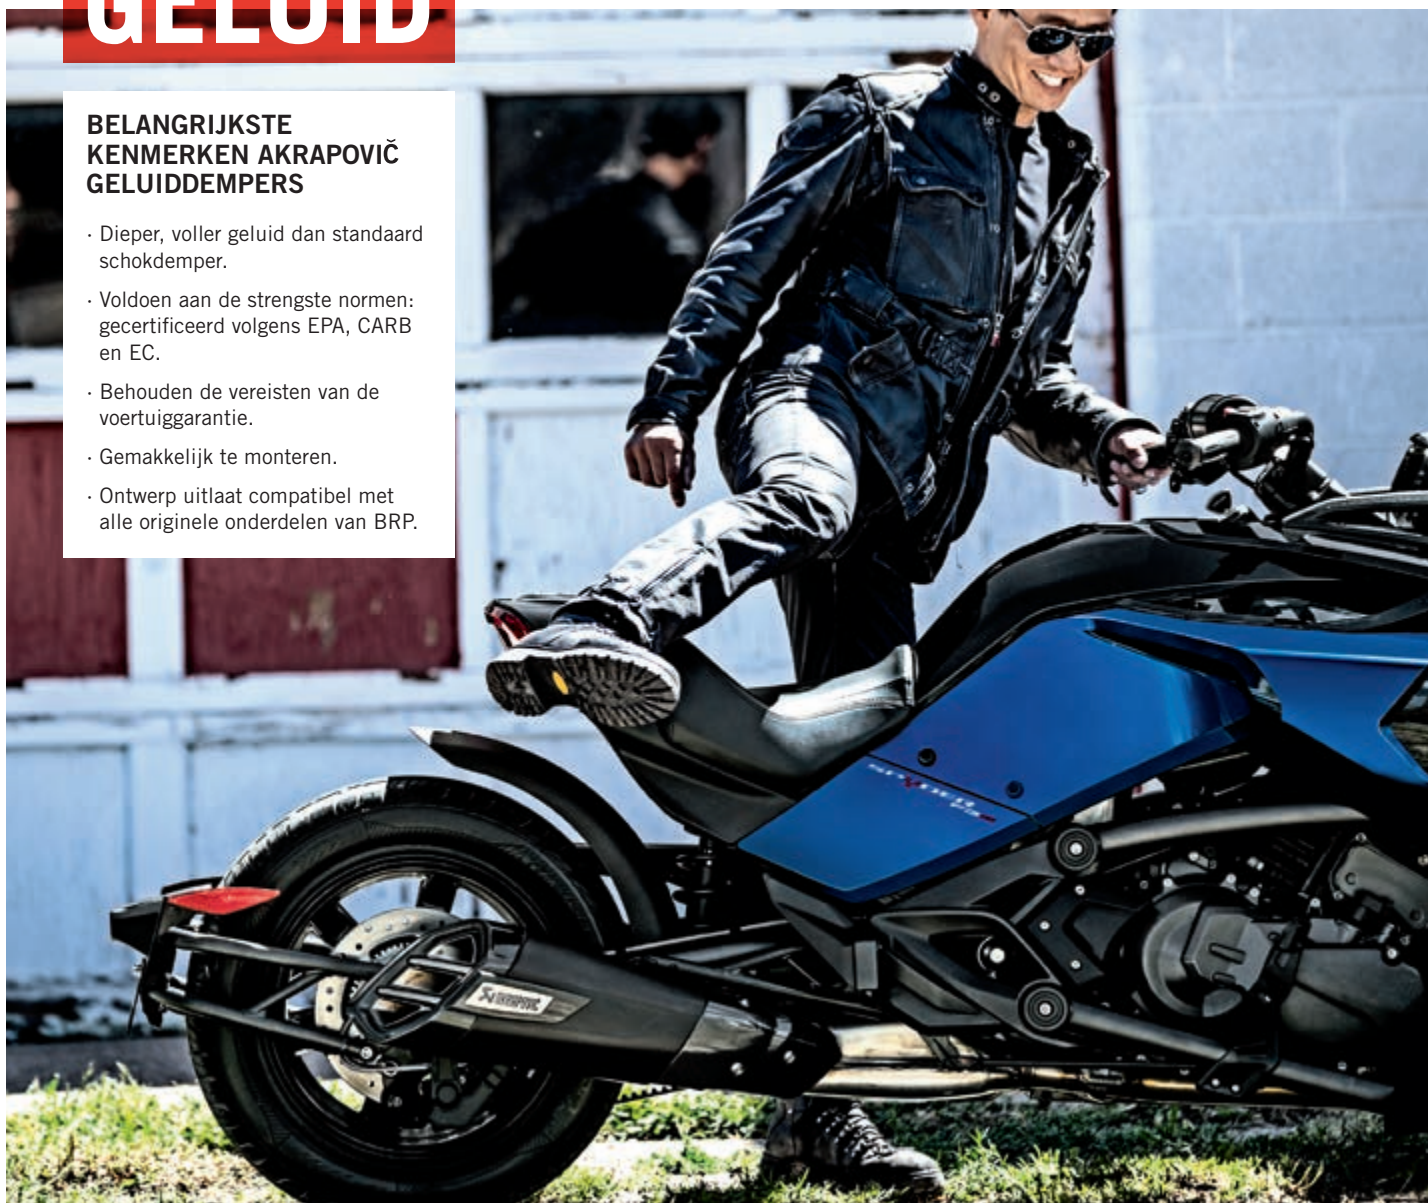 GELUID
BELANGRIJKSTE
KENMERKEN AKRAPOVIČ
GELUIDDEMPERS
· Dieper, voller geluid dan standaard
schokdemper.
· Voldoen aan de strengste normen:
gecertificeerd volgens EPA, CARB
en EC.
· Behouden de vereisten van de
voertuiggarantie.
· Gemakkelijk te monteren.
· Ontwerp uitlaat compatibel met
alle originele onderdelen van BRP.
SPYDER
AKRAPOVIČ